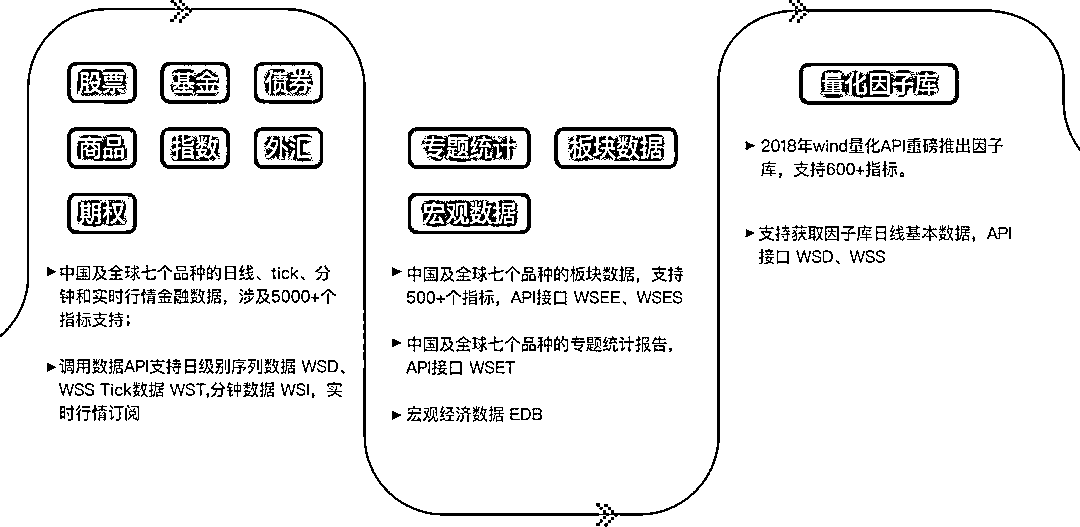 股票 基金 债券
商品 指数 外汇
期权
▶中国及全球七个品种的日线、tick、分
钟和实时行情金融数据，涉及5000+个
指标支持；
▶调用数据API支持日级别序列数据 WSD、
WSS Tick数据 WST,分钟数据 WSI，实
时行情订阅
专题统计 板块数据
宏观数据
▶中国及全球七个品种的板块数据，支持
500+个指标，API接口 WSEE、WSES
▶中国及全球七个品种的专题统计报告，
API接口 WSET
▶宏观经济数据 EDB
量化因子库
▶2018年wind量化API重磅推出因子
库，支持600+指标。
▶支持获取因子库日线基本数据，API
接口 WSD、WSS